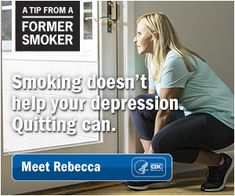 A TIP FROM A
FORMER
SMOKER
Smoking doesn't
help your depression.
Quitting can.
Meet Rebecca
CDC